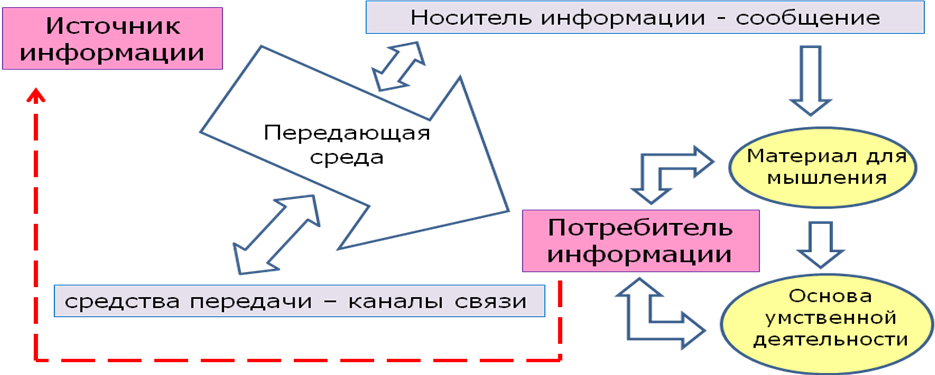 Источник
информации
Носитель информации - сообщение
Передающая
среда
Материал для
мышления
Потребитель
информации
средства передачи – каналы связи
Основа
умственной
деятельности